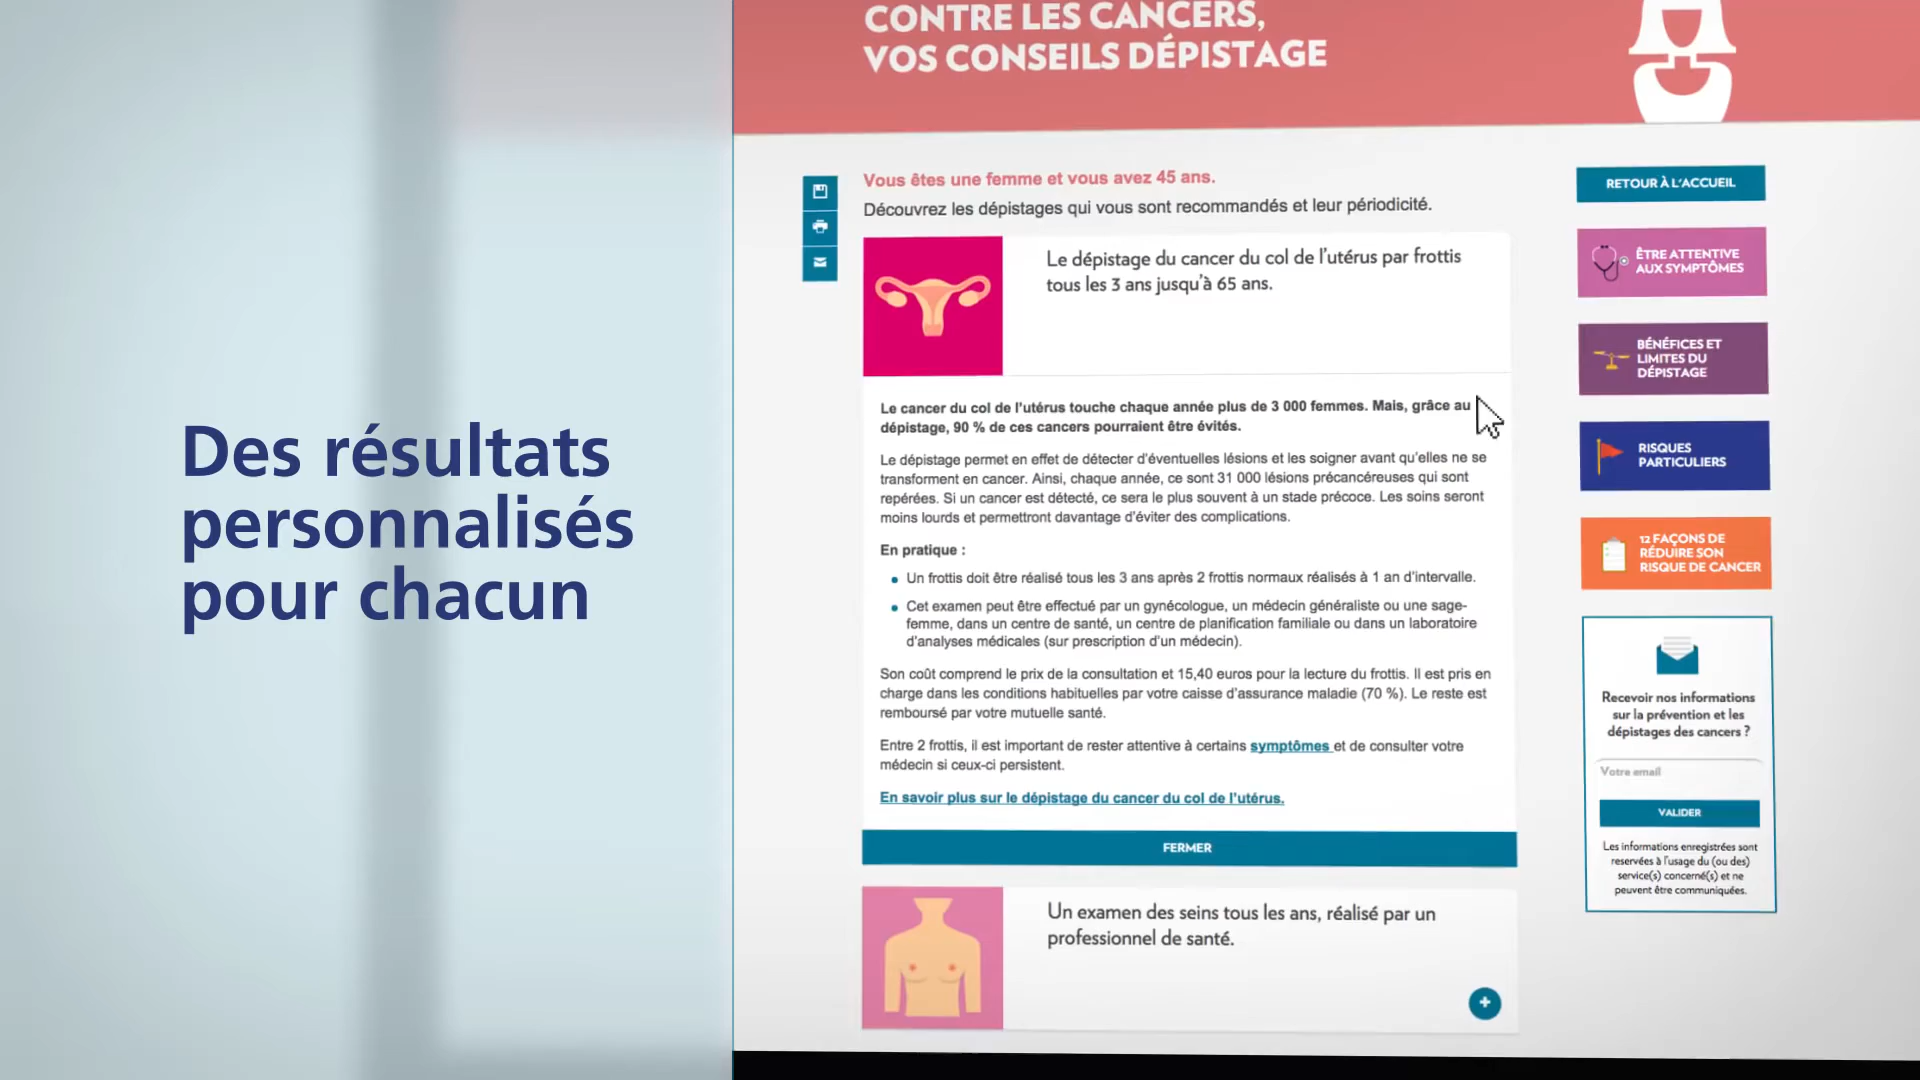 Des résultats
personnalisés
pour chacun
CONTRE LES CANCERS,
VOS CONSEILS DÉPISTAGE
Vous êtes une femme et vous avez 45 ans.
Découvrez les dépistages qui vous sont recommandés et leur périodicité.
Le dépistage du cancer du col de l'utérus par frottis
tous les 3 ans jusqu'à 65 ans.
Le cancer du col de l'utérus touche chaque année plus de 3 000 femmes. Mais, grâce au
dépistage, 90 % de ces cancers pourraient être évités.
Le dépistage permet en effet de détecter d'éventuelles lésions et les soigner avant qu'elles ne se
transforment en cancer. Ainsi, chaque année, ce sont 31 000 lésions précancéreuses qui sont
repérées. Si un cancer est détecté, ce sera le plus souvent à un stade précoce. Les soins seront
moins lourds et permettront davantage d'éviter des complications.
En pratique :
Un frottis doit être réalisé tous les 3 ans après 2 frottis normaux réalisés à 1 an d'intervalle.
Cet examen peut être effectué par un gynécologue, un médecin généraliste ou une sage-
femme, dans un centre de santé, un centre de planification familiale ou dans un laboratoire
d'analyses médicales (sur prescription d'un médecin).
Son coût comprend le prix de la consultation et 15,40 euros pour la lecture du frottis. Il est pris en
charge dans les conditions habituelles par votre caisse d'assurance maladie (70 %). Le reste est
remboursé par votre mutuelle santé.
Entre 2 frottis, il est important de rester attentive à certains symptômes et de consulter votre
médecin si ceux-ci persistent.
En savoir plus sur le dépistage du cancer du col de l'utérus.
FERMER
Un examen des seins tous les ans, réalisé par un
professionnel de santé.
RETOUR À L'ACCUEIL
ÊTRE ATTENTIVE
AUX SYMPTÔMES
BÉNÉFICES ET
LIMITES DU
DÉPISTAGE
RISQUES
PARTICULIERS
12 FAÇONS DE
RÉDUIRE SON
RISQUE DE CANCER
Recevoir nos informations
sur la prévention et les
dépistages des cancers ?
Votre email
VALIDER
Les informations enregistrées sont
reservées à l'usage du (ou des)
service(s) concerné(s) et ne
peuvent être communiquées.